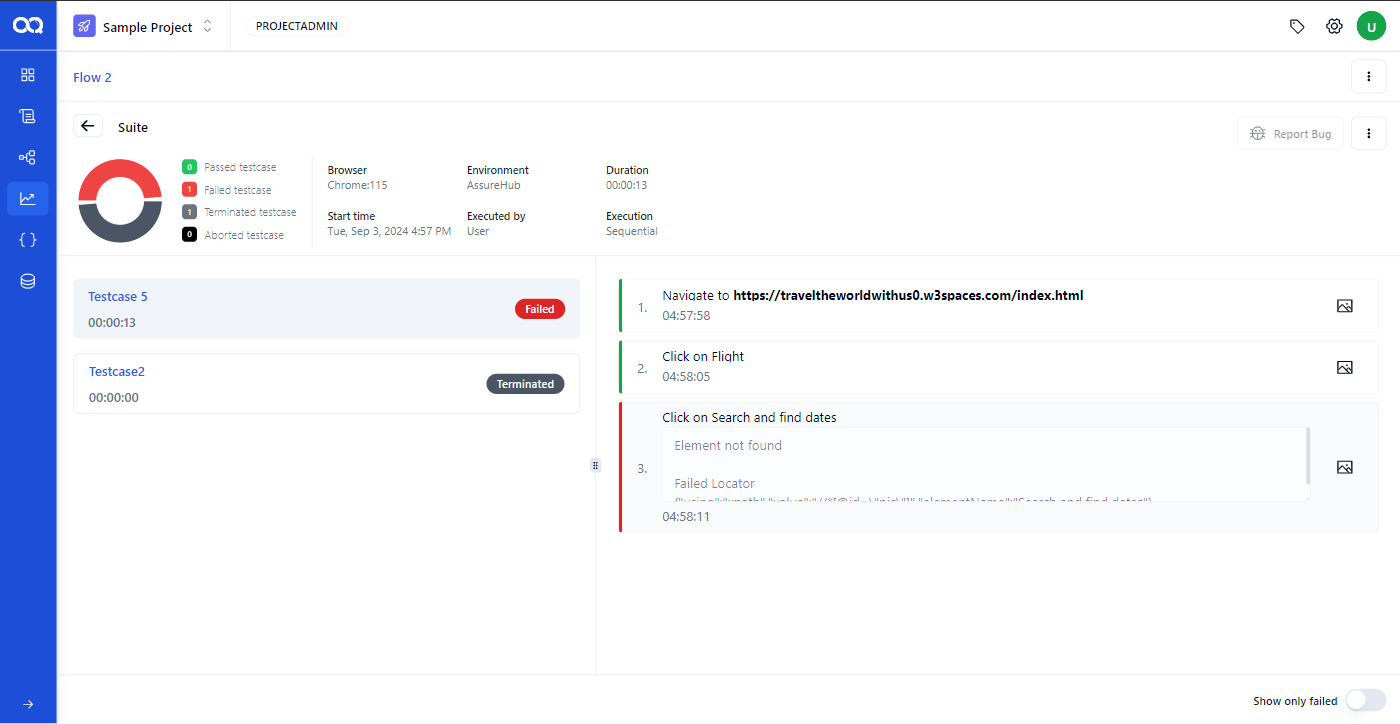 Sample Project
PROJECTADMIN
U
Flow 2
Suite
Report Bug
0 Passed testcase
1 Failed testcase
1 Terminated testcase
0 Aborted testcase
Browser
Chrome:115
Environment
AssureHub
Duration
00:00:13
Start time
Tue, Sep 3, 2024 4:57 PM
Executed by
User
Execution
Sequential
Testcase 5
Failed
00:00:13
Testcase2
Terminated
00:00:00
1.
Navigate to https://traveltheworldwithus0.w3spaces.com/index.html
04:57:58
2.
Click on Flight
04:58:05
3.
Click on Search and find dates
Element not found
Failed Locator
04:58:11
Show only failed